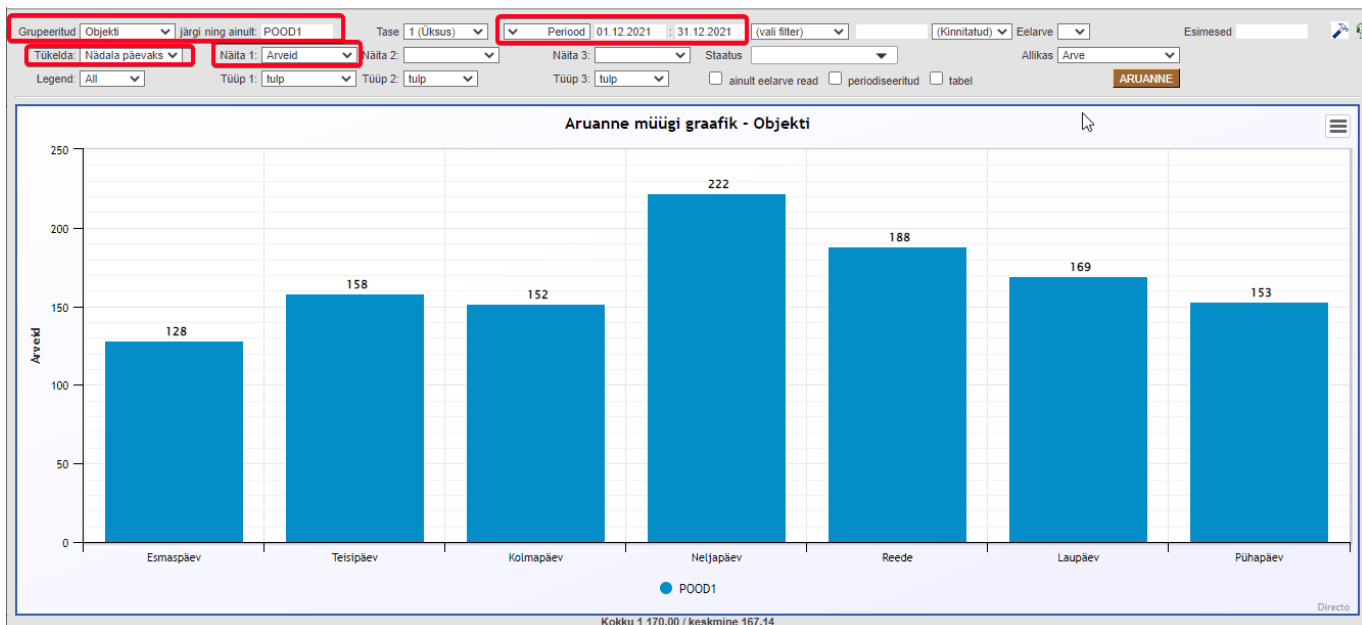 Grupeeritud Objekti järgi ning ainult: POOD1 Tase 1 (Üksus) Periood 01.12.2021 : 31.12.2021 (vali filter) (Kinnitatud) Eelarve Esimesed
Tükelda: Nädala päevaks Näita 1: Arveid Näita 2: Näita 3: Staatus Allikas Arve
Legend: All Tüüp 1: tulp Tüüp 2: tulp Tüüp 3: tulp ainult eelarve read periodiseeritud tabel ARUANNE
Aruanne müügi graafik - Objekti
250
200
150
100
50
0
Arveid
128
158
152
222
188
169
153
Esmaspäev Teisipäev Kolmapäev Neljapäev Reede Laupäev Pühapäev
POOD1
Directo
Kokku 1 170.00 / keskmine 167.14